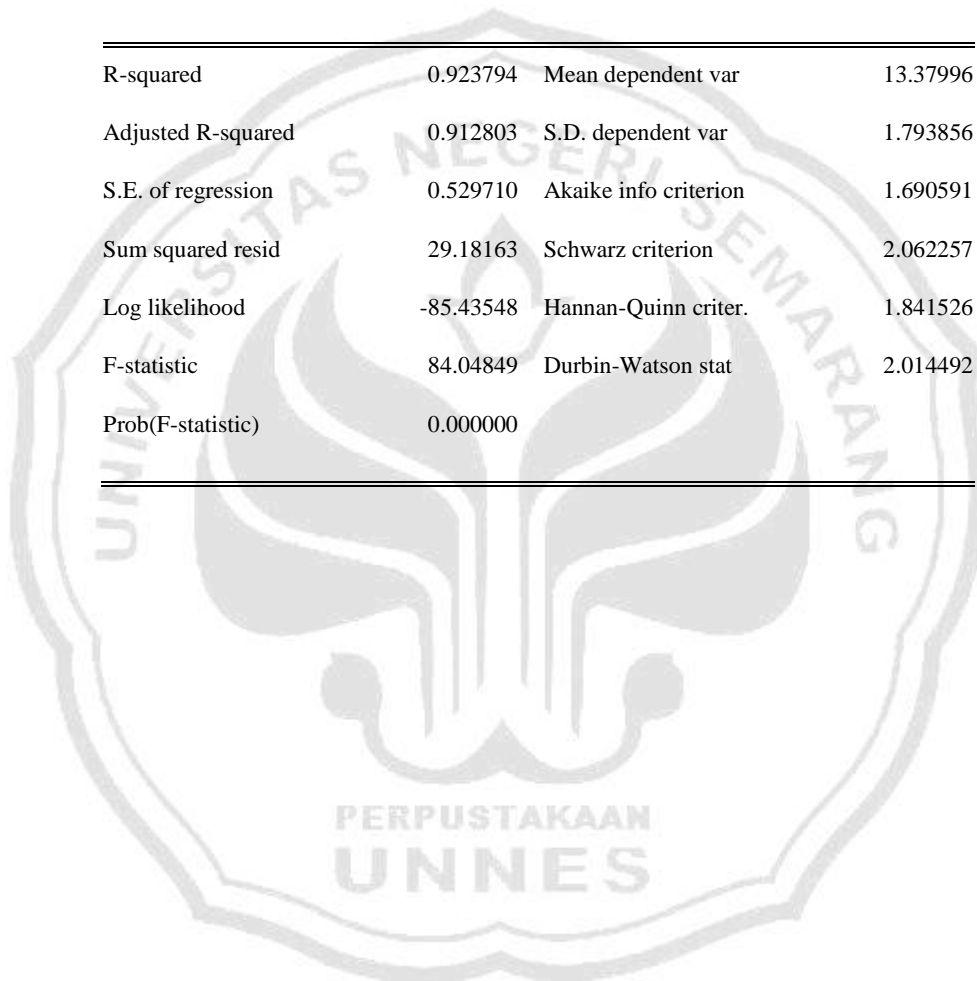 R-squared 0.923794 Mean dependent var 13.37996
Adjusted R-squared 0.912803 S.D. dependent var 1.793856
S.E. of regression 0.529710 Akaike info criterion 1.690591
Sum squared resid 29.18163 Schwarz criterion 2.062257
Log likelihood -85.43548 Hannan-Quinn criter. 1.841526
F-statistic 84.04849 Durbin-Watson stat 2.014492
Prob(F-statistic) 0.000000
UNIVERSITAS NEGERI SEMARANG
PERPUSTAKAAN
UNNES